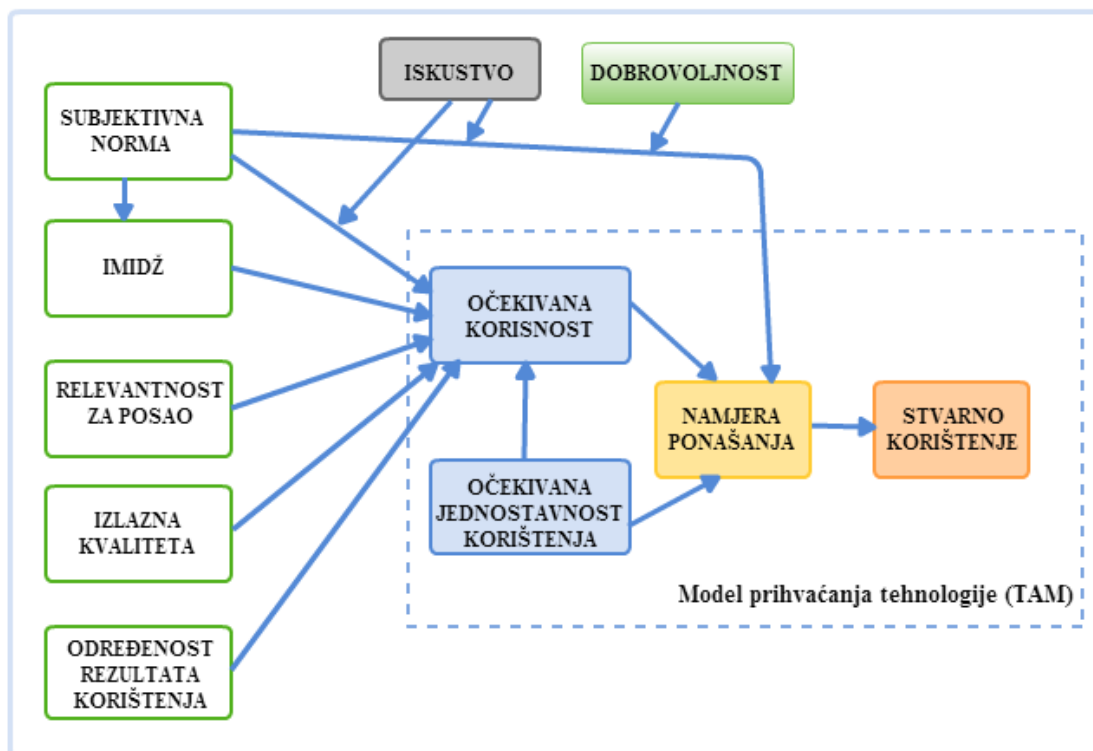 ISKUSTVO
DOBROVOLJNOST
SUBJEKTIVNA
NORMA
IMIDŽ
OČEKIVANA
KORISNOST
RELEVANTNOST
ZA POSAO
NAMJERA
PONAŠANJA
STVARNO
KORIŠTENJE
OČEKIVANA
JEDNOSTAVNOST
KORIŠTENJA
IZLAZNA
KVALITETA
Model prihvaćanja tehnologije (TAM)
ODREĐENOST
REZULTATA
KORIŠTENJA